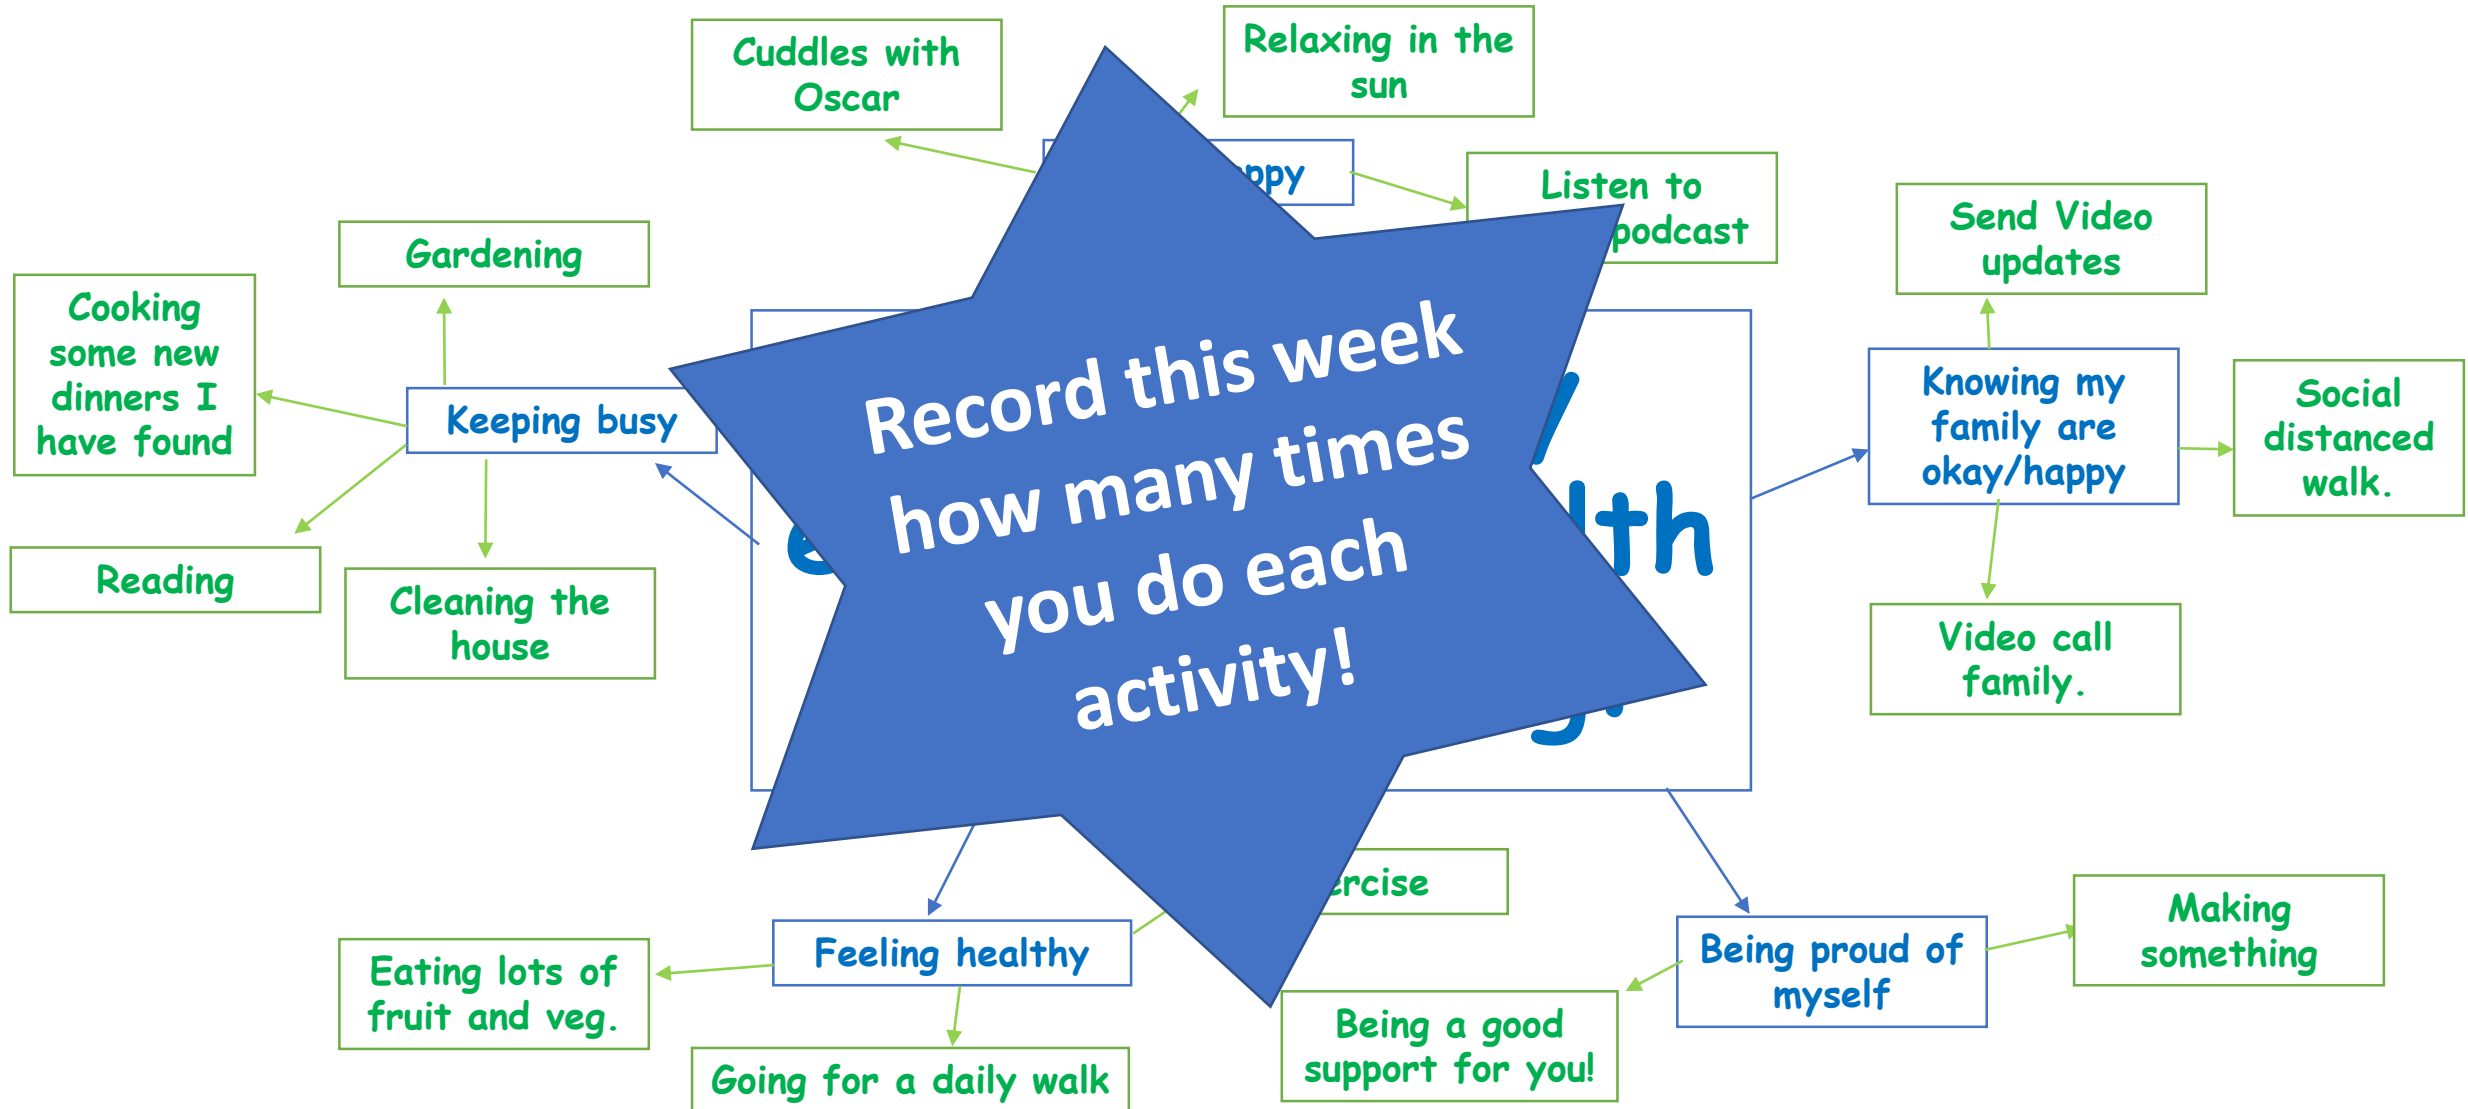 Cuddles with
Oscar
Relaxing in the
sun
Listen to
podcast
Send Video
updates
Gardening
Cooking
some new
dinners I
have found
Keeping busy
Reading
Cleaning the
house
Record this week
how many times
you do each
activity!
Knowing my
family are
okay/happy
Social
distanced
walk.
Video call
family.
Feeling healthy
Eating lots of
fruit and veg.
Going for a daily walk
Being proud of
myself
Making
something
Being a good
support for you!